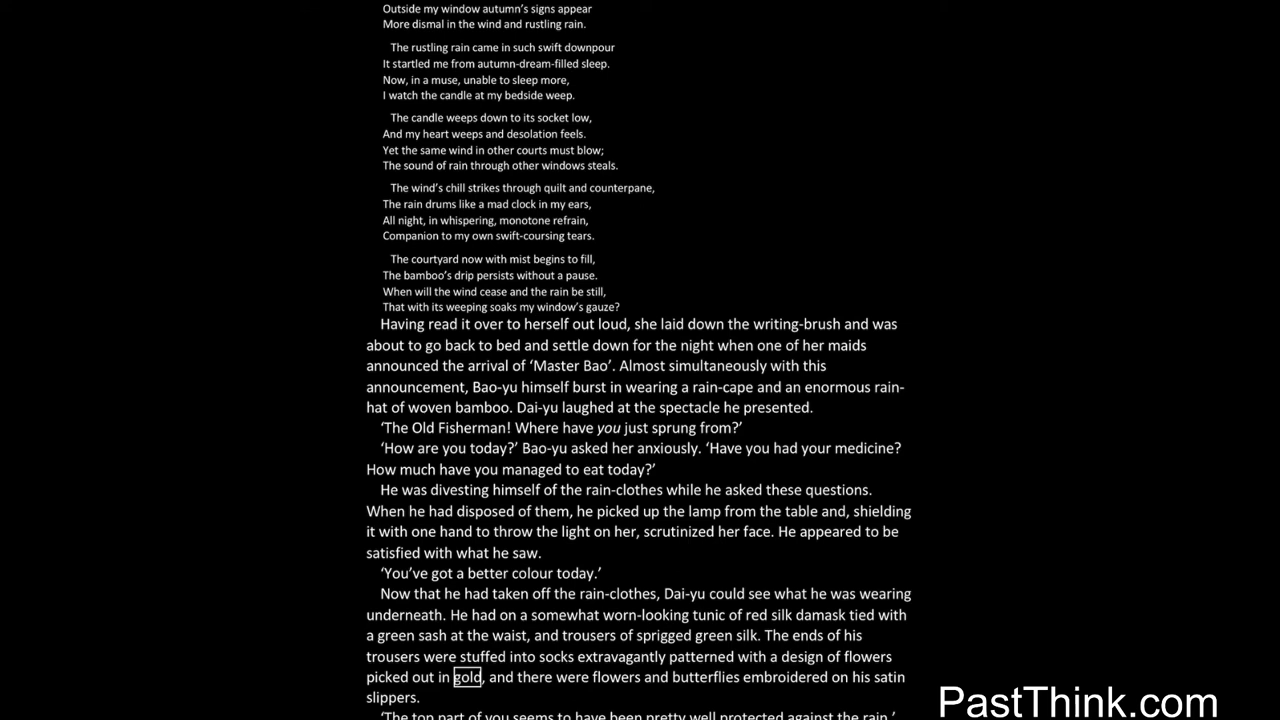 Outside my window autumn’s signs appear
More dismal in the wind and rustling rain.
The rustling rain came in such swift downpour
It startled me from autumn-dream-filled sleep.
Now, in a muse, unable to sleep more,
I watch the candle at my bedside weep.
The candle weeps down to its socket low,
And my heart weeps and desolation feels.
Yet the same wind in other courts must blow;
The sound of rain through other windows steals.
The wind’s chill strikes through quilt and counterpane,
The rain drums like a mad clock in my ears,
All night, in whispering, monotone refrain,
Companion to my own swift-coursing tears.
The courtyard now with mist begins to fill,
The bamboo’s drip persists without a pause.
When will the wind cease and the rain be still,
That with its weeping soaks my window’s gauze?
Having read it over to herself out loud, she laid down the writing-brush and was
about to go back to bed and settle down for the night when one of her maids
announced the arrival of ‘Master Bao’. Almost simultaneously with this
announcement, Bao-yu himself burst in wearing a rain-cape and an enormous rain-
hat of woven bamboo. Dai-yu laughed at the spectacle he presented.
‘The Old Fisherman! Where have you just sprung from?’
‘How are you today?’ Bao-yu asked her anxiously. ‘Have you had your medicine?
How much have you managed to eat today?’
He was divesting himself of the rain-clothes while he asked these questions.
When he had disposed of them, he picked up the lamp from the table and, shielding
it with one hand to throw the light on her, scrutinized her face. He appeared to be
satisfied with what he saw.
‘You’ve got a better colour today.’
Now that he had taken off the rain-clothes, Dai-yu could see what he was wearing
underneath. He had on a somewhat worn-looking tunic of red silk damask tied with
a green sash at the waist, and trousers of sprigged green silk. The ends of his
trousers were stuffed into socks extravagantly patterned with a design of flowers
picked out in gold, and there were flowers and butterflies embroidered on his satin
slippers.
‘The top part of you seems to have been pretty well protected against the rain,’
PastThink.com